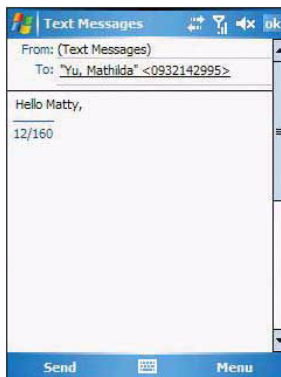 Text Messages ok
From: (Text Messages)
To: "Yu, Mathilda" <0932142995>
Hello Matty,
12/160
Send Menu